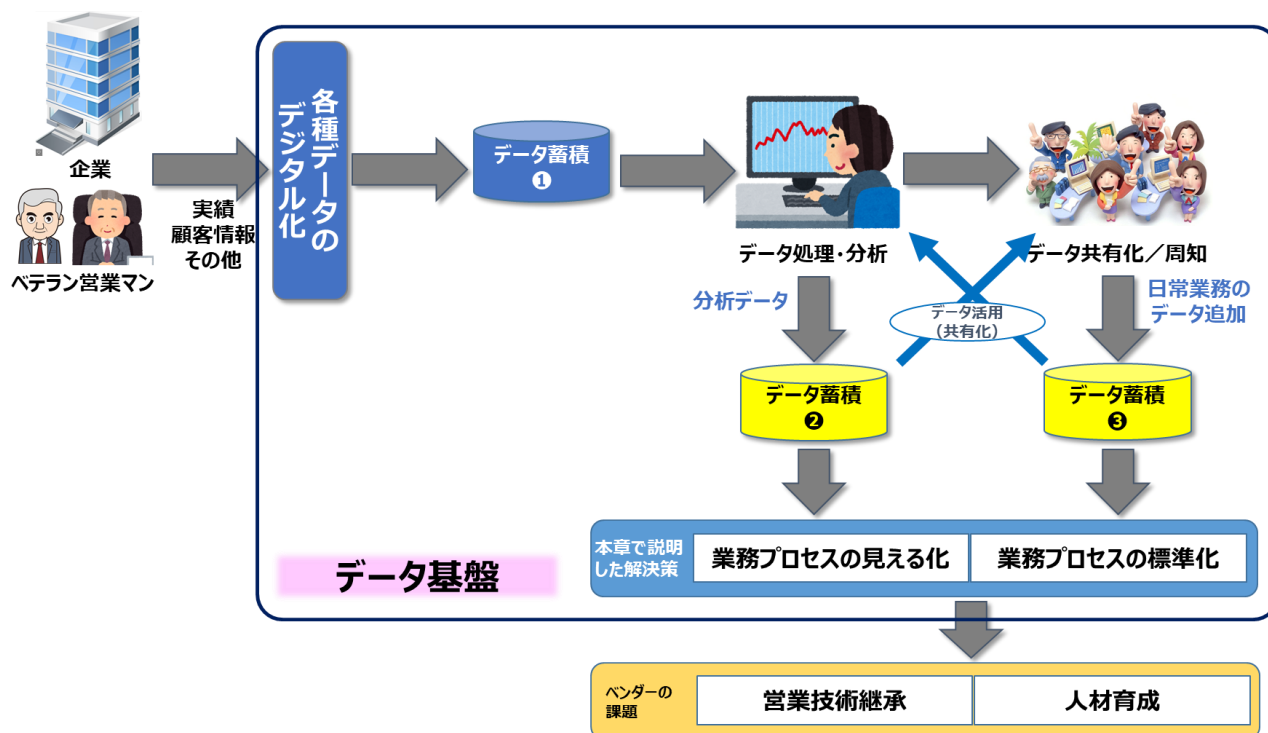 企業
ベテラン営業マン
実績
顧客情報
その他
各種データの
デジタル化
データ蓄積
❶
データ処理・分析
データ共有化／周知
分析データ
日常業務の
データ追加
データ活用
（共有化）
データ蓄積
❷
データ蓄積
❸
本章で説明
した解決策
業務プロセスの見える化
業務プロセスの標準化
データ基盤
ベンダーの
課題
営業技術継承
人材育成